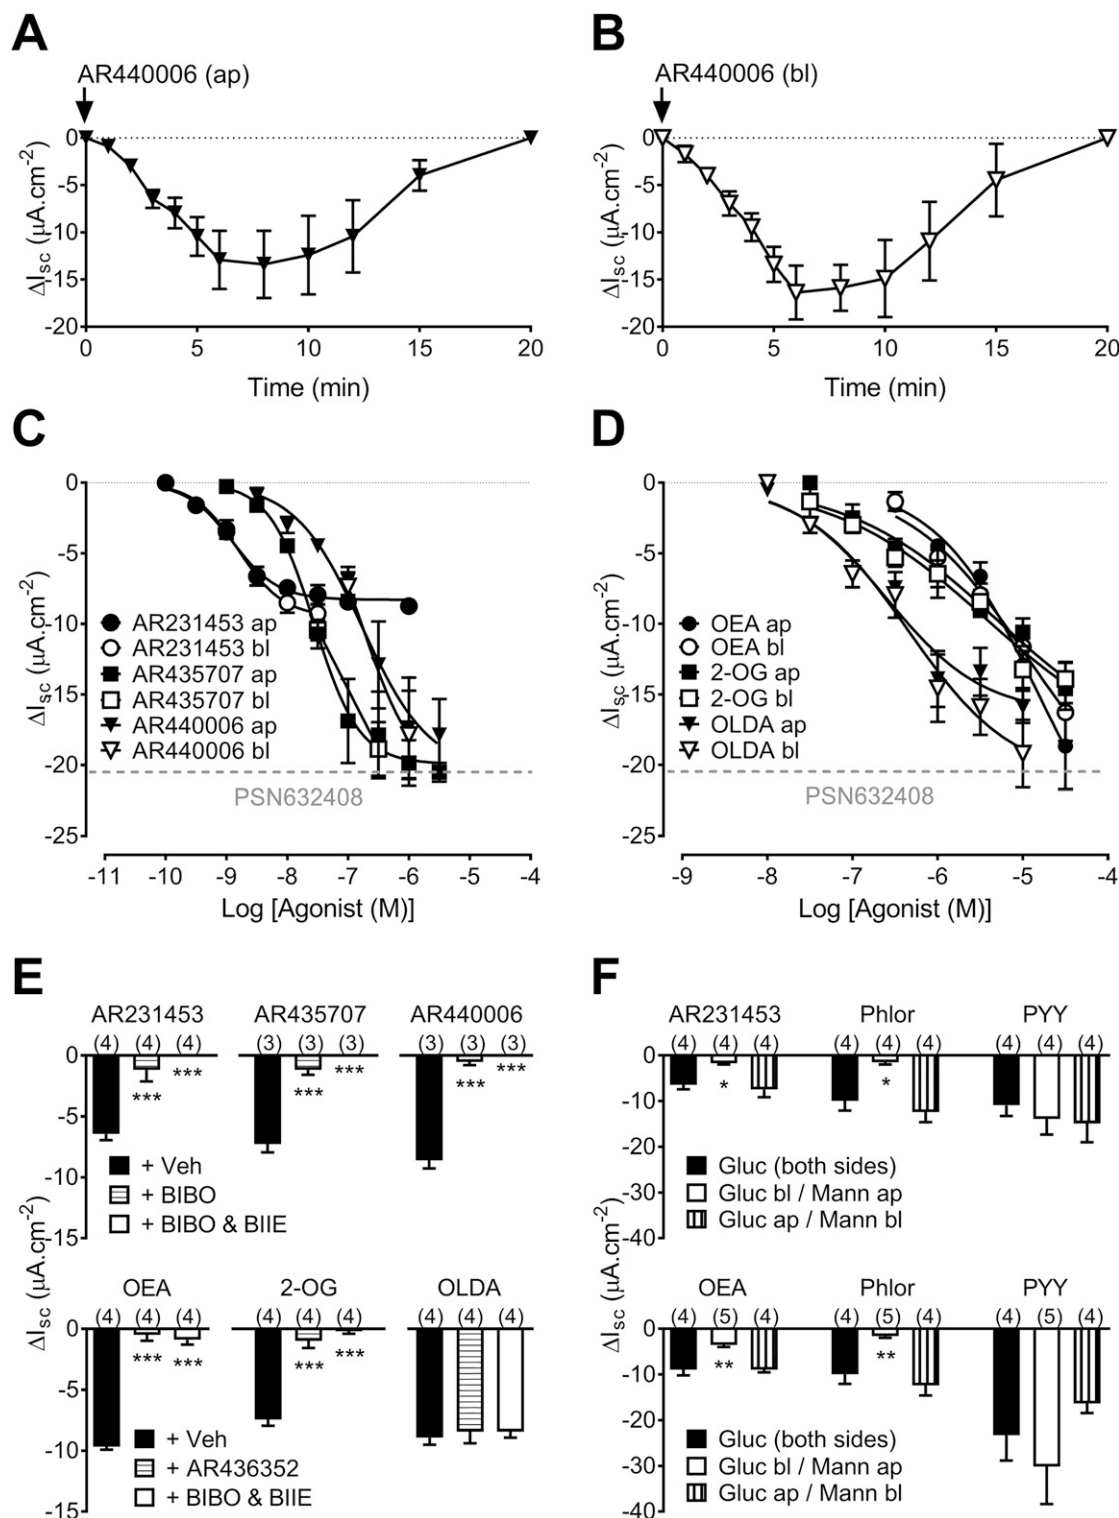 A
AR440006 (ap)
0
-5
-10
-15
-20
ΔIsc (µA.cm-2)
0 5 10 15 20
Time (min)
B
AR440006 (bl)
0
-5
-10
-15
-20
ΔIsc (µA.cm-2)
0 5 10 15 20
Time (min)
C
0
-5
-10
-15
-20
-25
ΔIsc (µA.cm-2)
AR231453 ap
AR231453 bl
AR435707 ap
AR435707 bl
AR440006 ap
AR440006 bl
PSN632408
-11 -10 -9 -8 -7 -6 -5 -4
Log [Agonist (M)]
D
0
-5
-10
-15
-20
-25
ΔIsc (µA.cm-2)
OEA ap
OEA bl
2-OG ap
2-OG bl
OLDA ap
OLDA bl
PSN632408
-9 -8 -7 -6 -5 -4
Log [Agonist (M)]
E
AR231453 AR435707 AR440006
(4) (4) (4) (3) (3) (3) (3) (3) (3)
0
-5
-10
-15
*** *** *** *** *** ***
+ Veh
+ BIBO
+ BIBO & BIIE
ΔIsc (µA.cm-2)
OEA 2-OG OLDA
(4) (4) (4) (4) (4) (4) (4) (4) (4)
0
-5
-10
-15
*** *** *** ***
+ Veh
+ AR436352
+ BIBO & BIIE
F
AR231453 Phlor PYY
(4) (4) (4) (4) (4) (4) (4) (4) (4)
0
-10
-20
-30
-40
* *
Gluc (both sides)
Gluc bl / Mann ap
Gluc ap / Mann bl
ΔIsc (µA.cm-2)
OEA Phlor PYY
(4) (5) (4) (4) (5) (4) (4) (5) (4)
0
-10
-20
-30
-40
** **
Gluc (both sides)
Gluc bl / Mann ap
Gluc ap / Mann bl